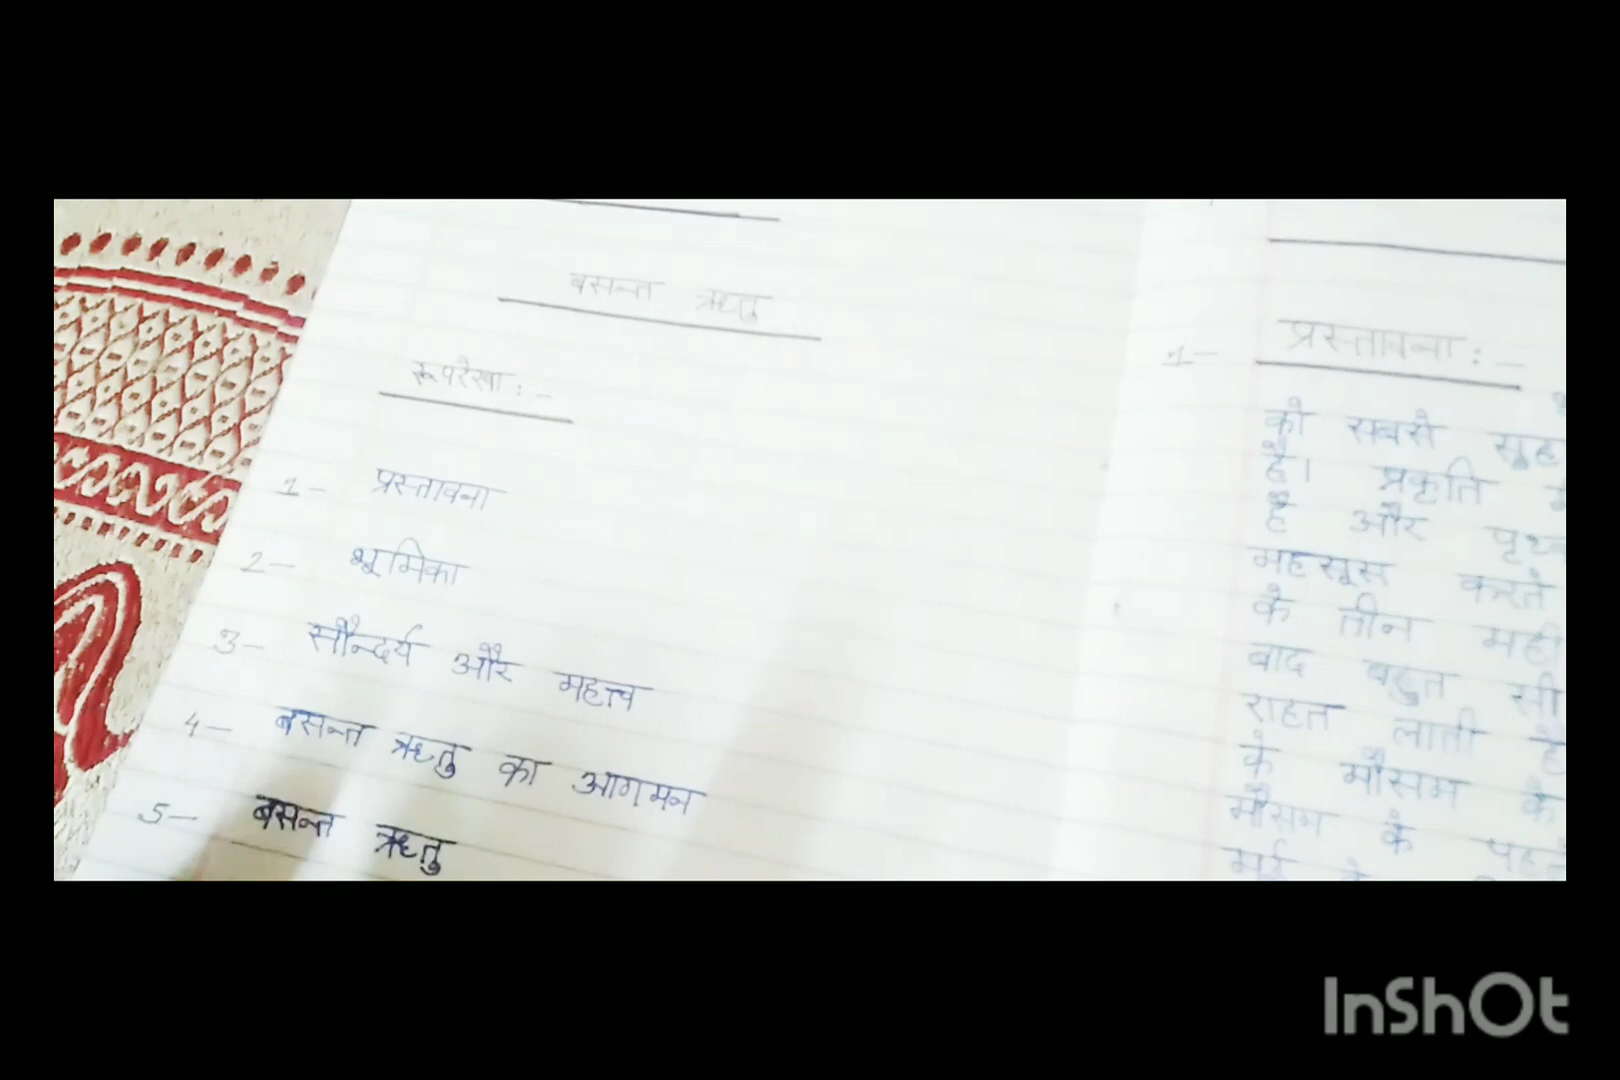 बसन्त ऋतु
रूपरेखा : -
1 - प्रस्तावना
2 - भूमिका
3 - सौन्दर्य और महत्त्व
4 - बसन्त ऋतु का आगमन
5 - बसन्त ऋतु
1 - प्रस्तावना : -
को सबसे
है। प्रकृति
है और
महसूस करते
के तीन
बाद बहुत सी
राहत लाती है
के मौसम के
मौसम के
InShOt